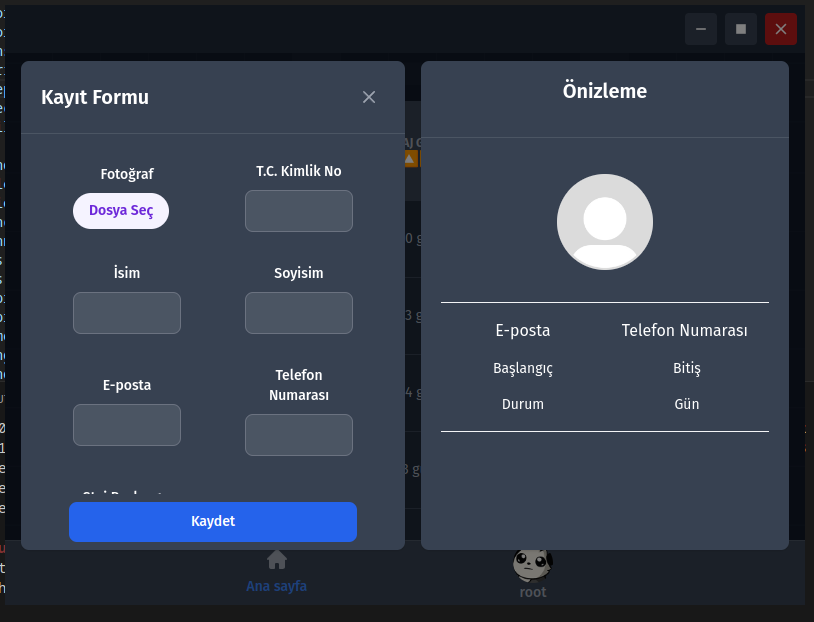 Kayıt Formu
Önizleme
Fotoğraf
T.C. Kimlik No
Dosya Seç
İsim
Soyisim
E-posta
Telefon
Numarası
Kaydet
E-posta
Telefon Numarası
Başlangıç
Bitiş
Durum
Gün
Ana sayfa
root